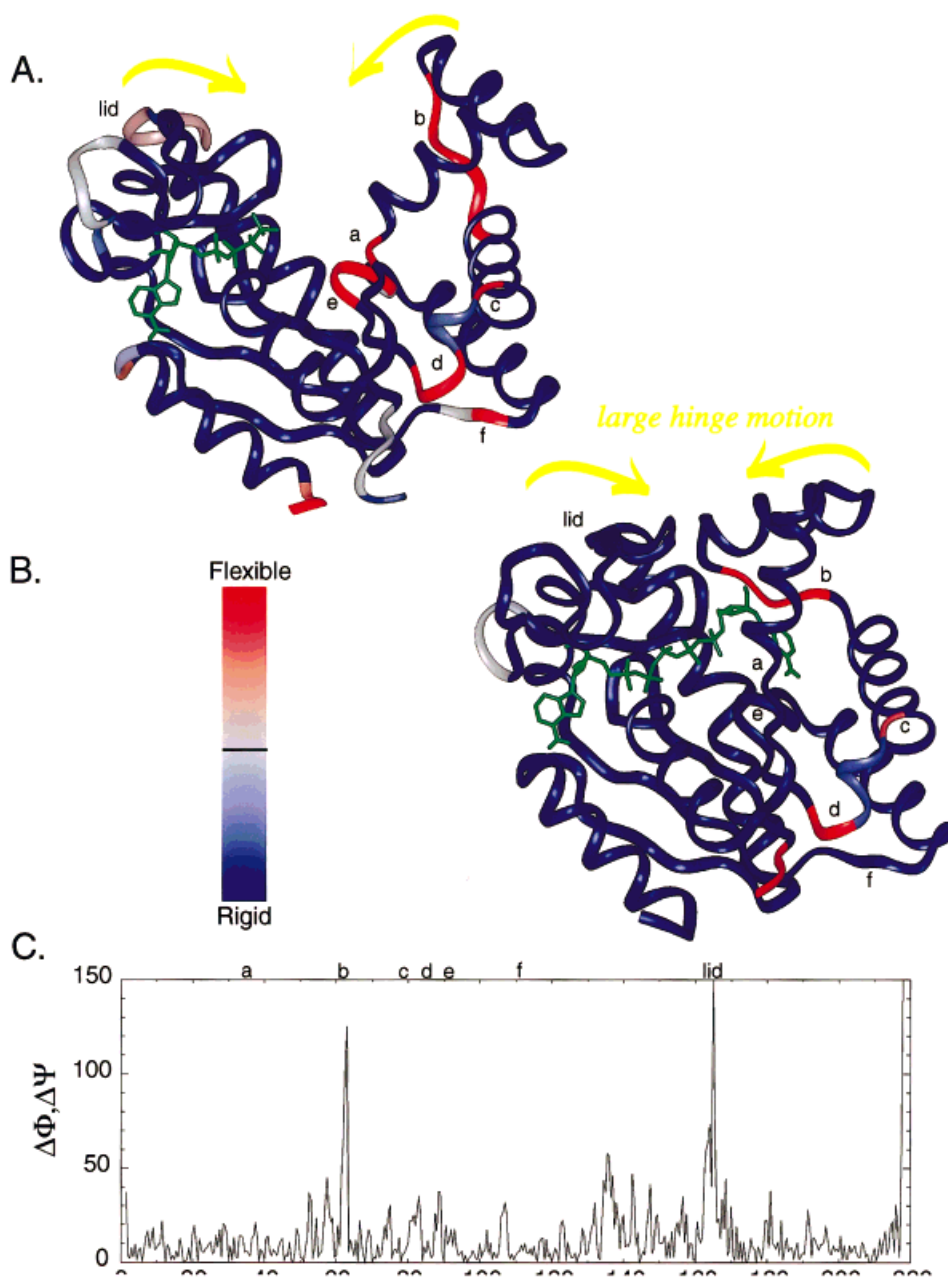 A.
lid
b
a
e
c
d
f
large hinge motion
lid
B.
Flexible
b
a
e
c
d
f
Rigid
C.
a b c d e f lid
150
100
50
0
ΔΦ,ΔΨ